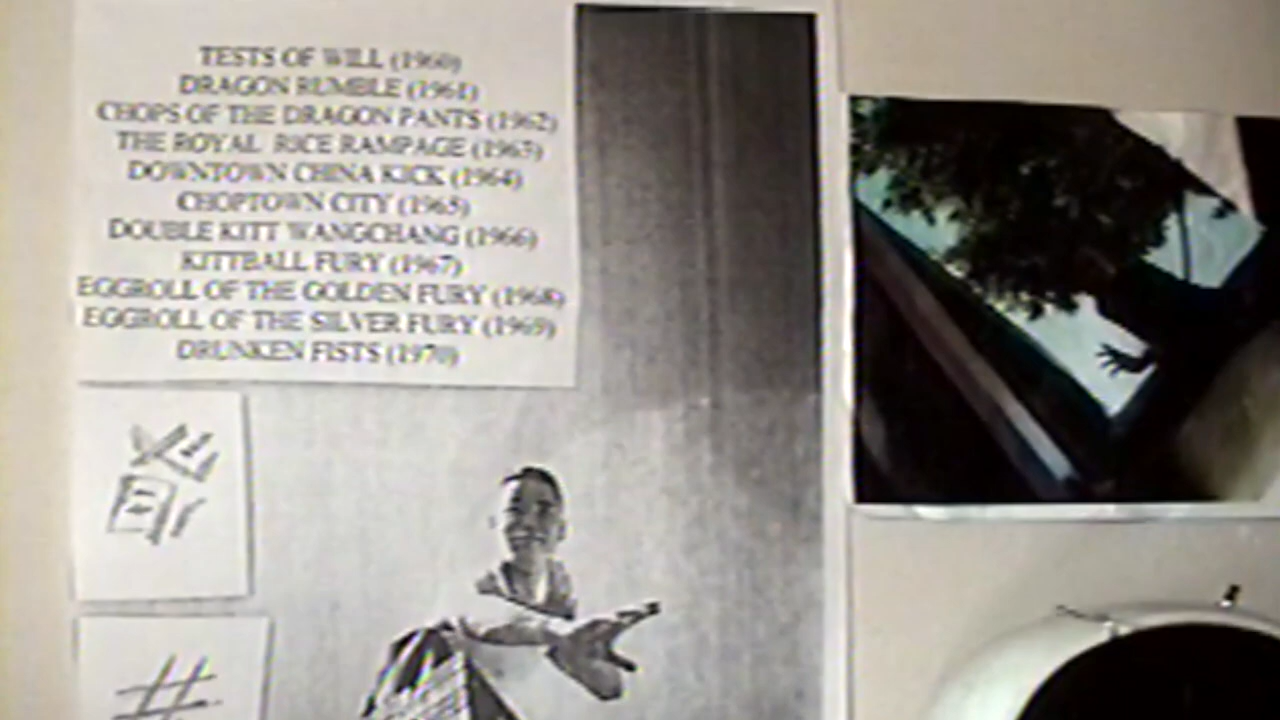 TESTS OF WILL (1960)
DRAGON RUMBLE (1961)
CHOPS OF THE DRAGON PANTS (1962)
THE ROYAL RICE RAMPAGE (1963)
DOWNTOWN CHINA KICK (1964)
CHOPTOWN CITY (1965)
DOUBLE KITT WANGCHANG (1966)
KITTBALL FURY (1967)
EGGROLL OF THE GOLDEN FURY (1968)
EGGROLL OF THE SILVER FURY (1969)
DRUNKEN FISTS (1970)